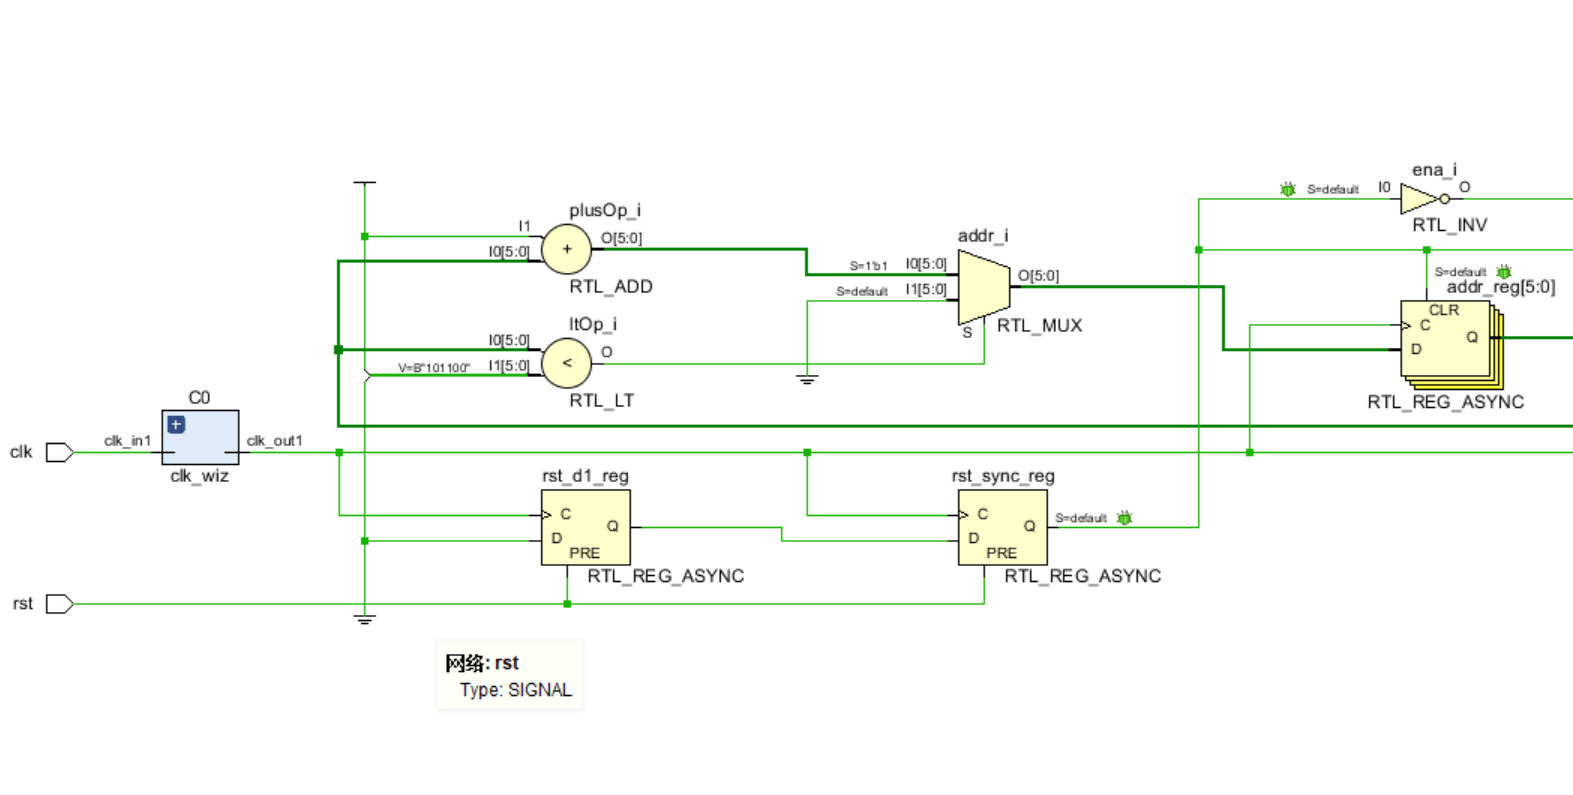 ena_i
S=default
I0
O
RTL_INV
plusOp_i
I1
O[5:0]
I0[5:0]
+
RTL_ADD
addr_i
S=1'b1
I0[5:0]
O[5:0]
S=default
I1[5:0]
S
RTL_MUX
S=default
addr_reg[5:0]
CLR
C
Q
D
RTL_REG_ASYNC
ltOp_i
I0[5:0]
O
V=B"101100"
I1[5:0]
<
RTL_LT
C0
+
clk
clk_in1
clk_out1
clk_wiz
rst_d1_reg
C
Q
D
PRE
RTL_REG_ASYNC
rst_sync_reg
C
Q
S=default
D
PRE
RTL_REG_ASYNC
rst
网络: rst
Type: SIGNAL